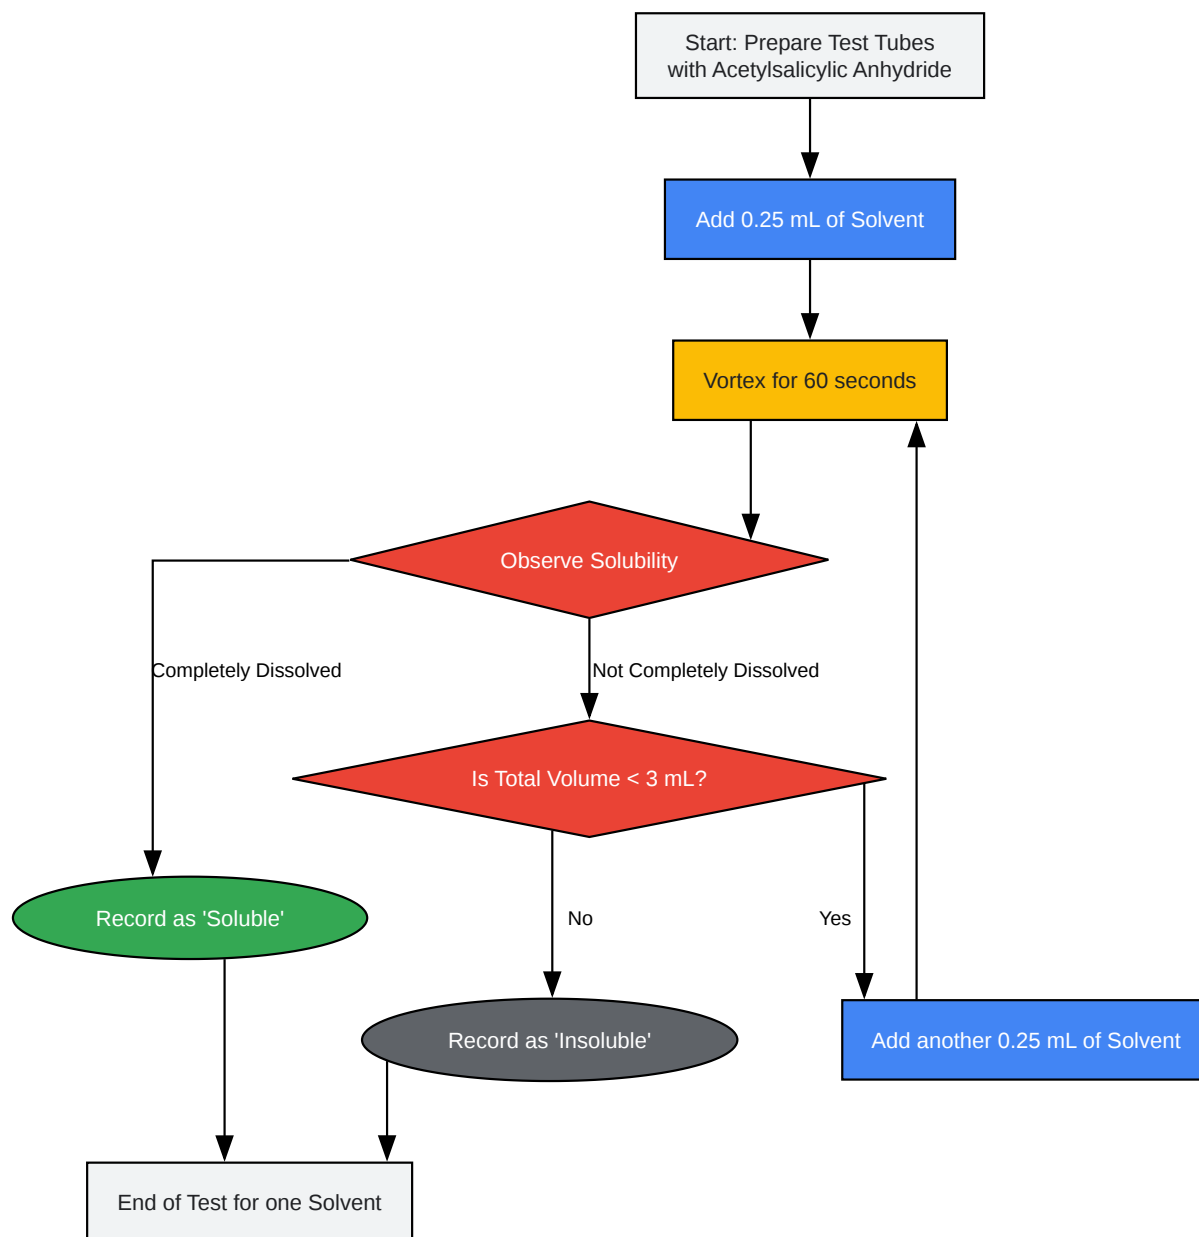 Start: Prepare Test Tubes
with Acetylsalicylic Anhydride
Add 0.25 mL of Solvent
Vortex for 60 seconds
Observe Solubility
Completely Dissolved
Not Completely Dissolved
Is Total Volume < 3 mL?
Record as 'Soluble'
No
Yes
Record as 'Insoluble'
Add another 0.25 mL of Solvent
End of Test for one Solvent